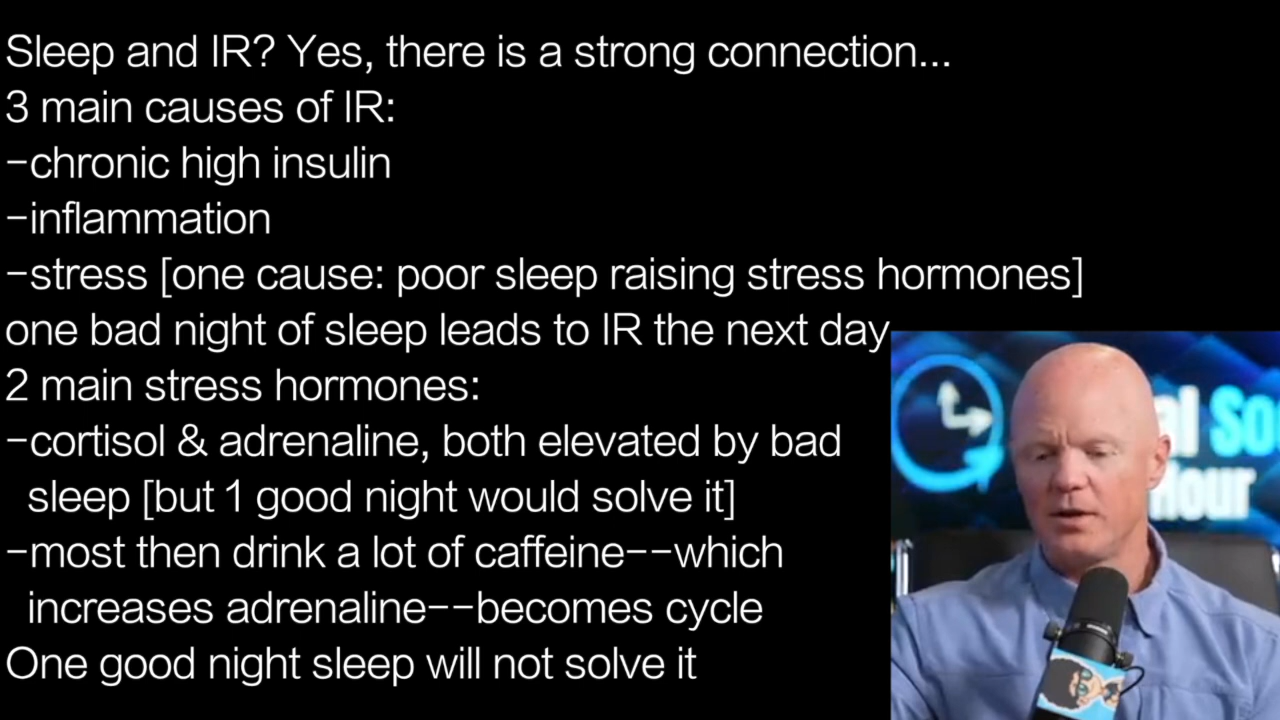 Sleep and IR? Yes, there is a strong connection...
3 main causes of IR:
-chronic high insulin
-inflammation
-stress [one cause: poor sleep raising stress hormones]
one bad night of sleep leads to IR the next day
2 main stress hormones:
-cortisol & adrenaline, both elevated by bad
sleep [but 1 good night would solve it]
-most then drink a lot of caffeine--which
increases adrenaline--becomes cycle
One good night sleep will not solve it
al So
Hour